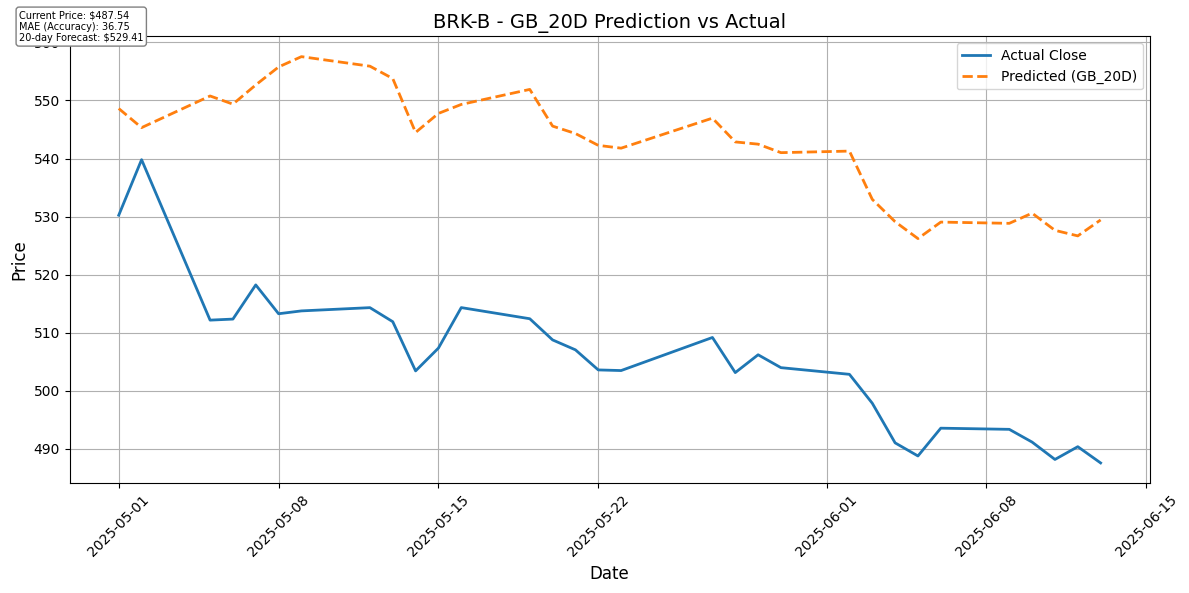 BRK-B - GB_20D Prediction vs Actual
Current Price: $487.54
MAE (Accuracy): 36.75
20-day Forecast: $529.41
Actual Close
Predicted (GB_20D)
550
540
530
520
510
500
490
Price
2025-05-01
2025-05-08
2025-05-15
2025-05-22
2025-06-01
2025-06-08
2025-06-15
Date